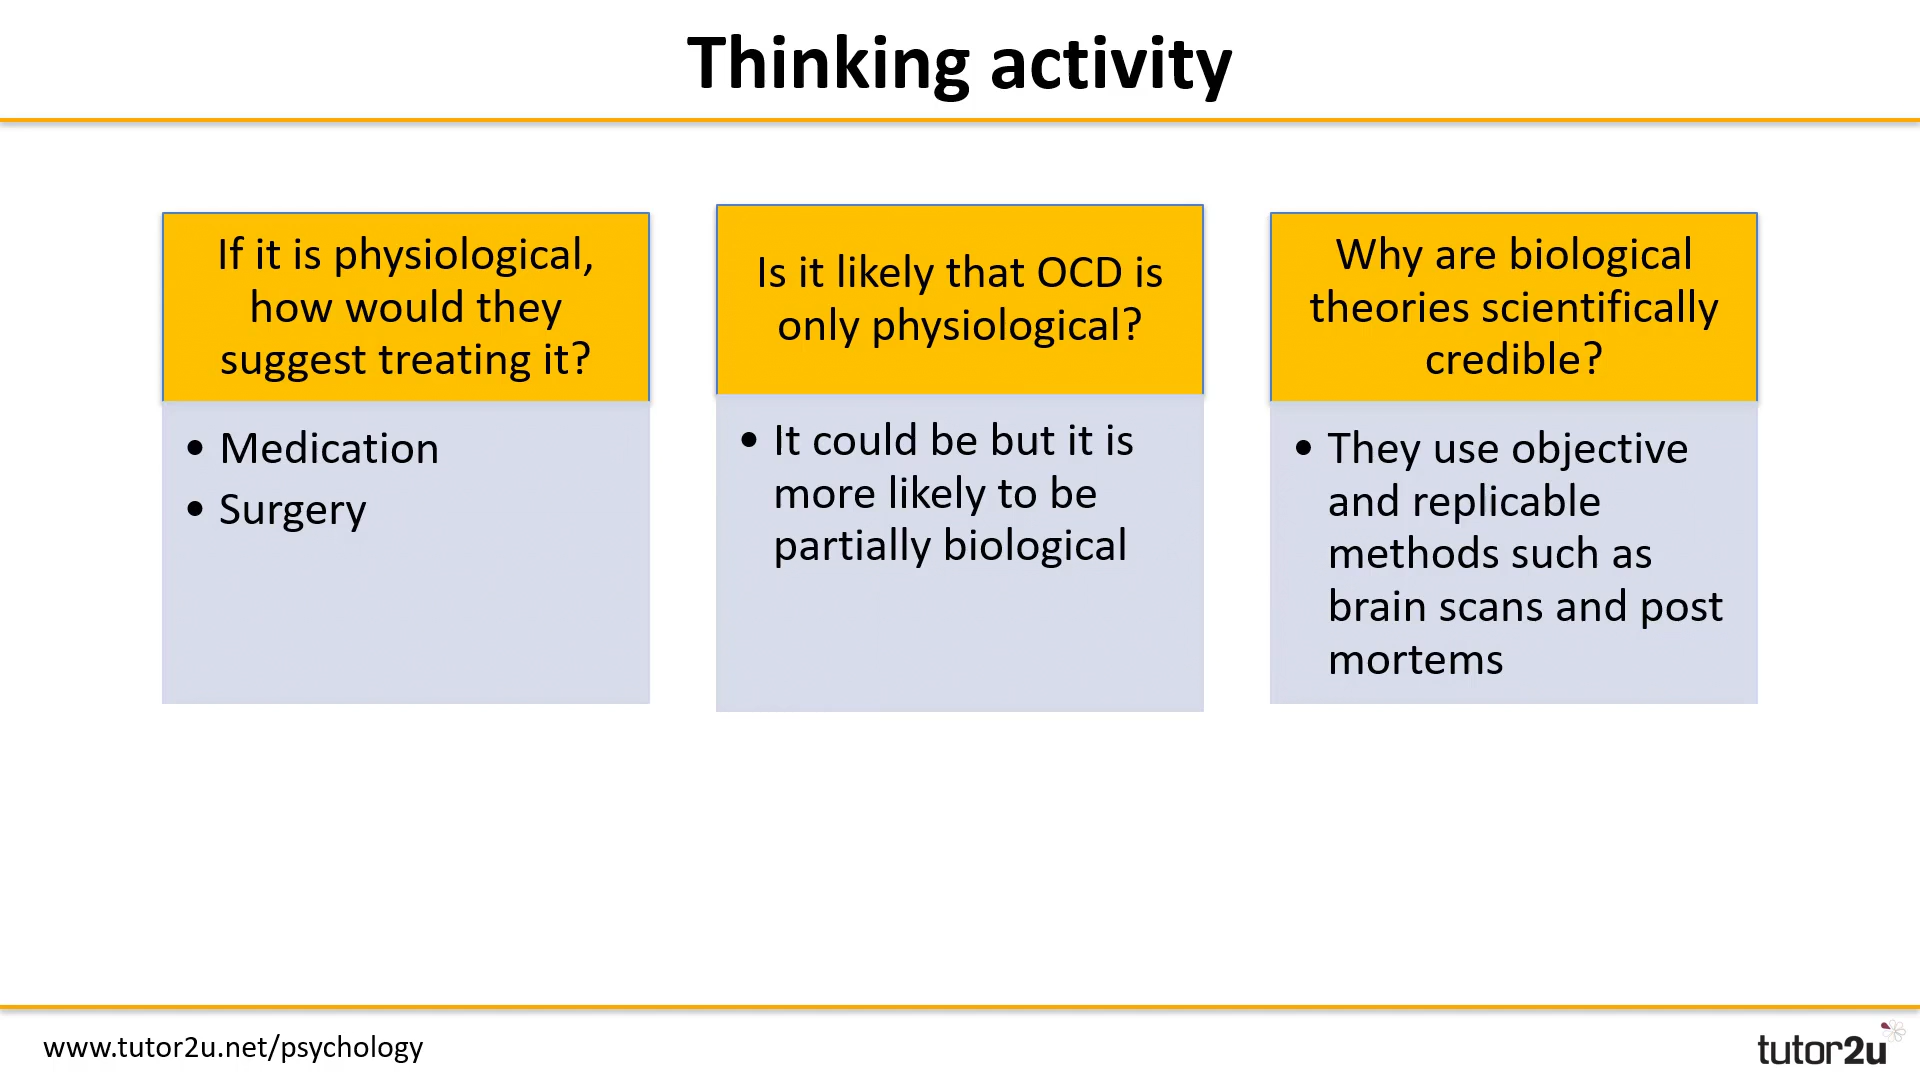 Thinking activity
If it is physiological,
how would they
suggest treating it?
• Medication
• Surgery
Is it likely that OCD is
only physiological?
• It could be but it is
more likely to be
partially biological
Why are biological
theories scientifically
credible?
• They use objective
and replicable
methods such as
brain scans and post
mortems
www.tutor2u.net/psychology
tutor2u